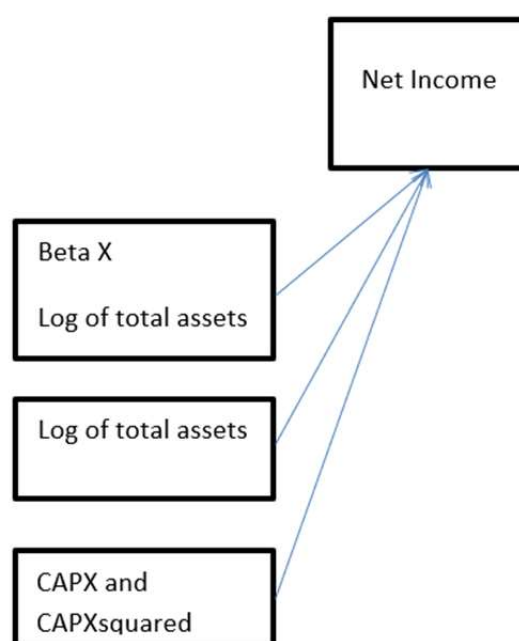 Net Income
Beta X
Log of total assets
Log of total assets
CAPX and
CAPXsquared